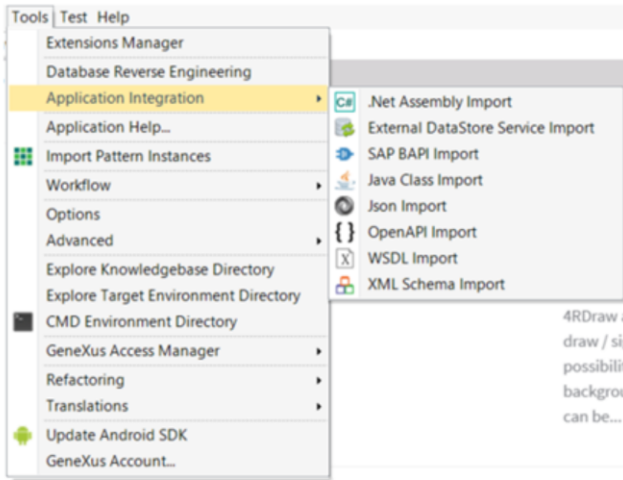 Tools Test Help
Extensions Manager
Database Reverse Engineering
Application Integration
Application Help...
Import Pattern Instances
Workflow
Options
Advanced
Explore Knowledgebase Directory
Explore Target Environment Directory
CMD Environment Directory
GeneXus Access Manager
Refactoring
Translations
Update Android SDK
GeneXus Account...
C# .Net Assembly Import
External DataStore Service Import
SAP BAPI Import
Java Class Import
Json Import
{ } OpenAPI Import
X WSDL Import
XML Schema Import
4RDraw
draw /
can be...